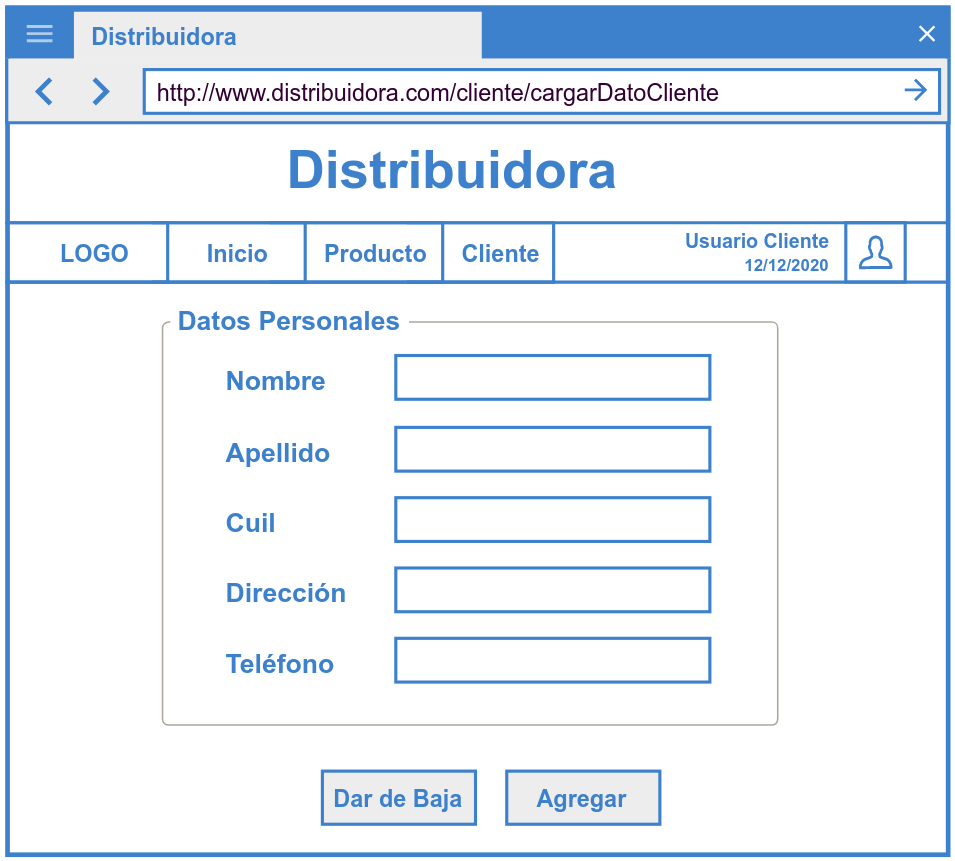 Distribuidora
http://www.distribuidora.com/cliente/cargarDatoCliente
Distribuidora
LOGO Inicio Producto Cliente Usuario Cliente
12/12/2020
Datos Personales
Nombre
Apellido
Cuil
Dirección
Teléfono
Dar de Baja Agregar